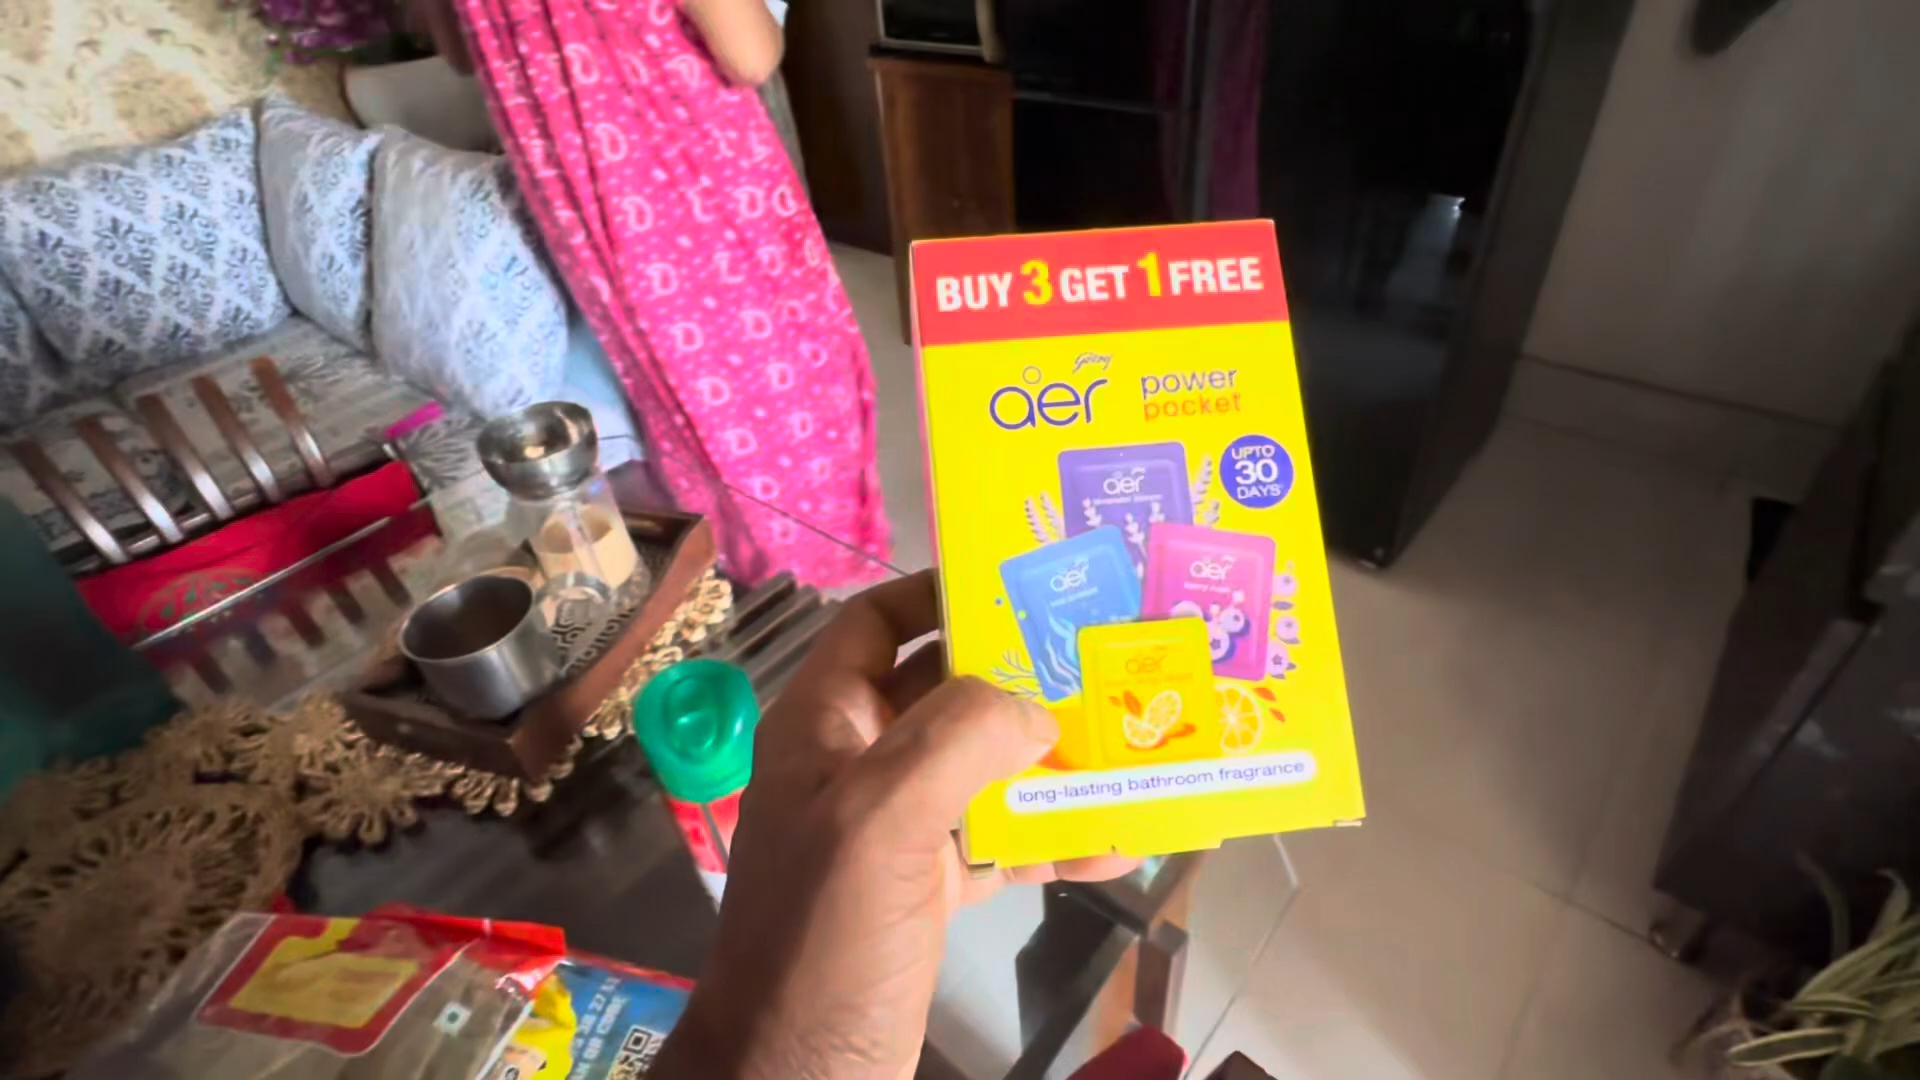 BUY 3 GET 1 FREE
Godrej
aer
power
pocket
UPTO
30
DAYS
aer
aer
aer
aer
long-lasting bathroom fragrance